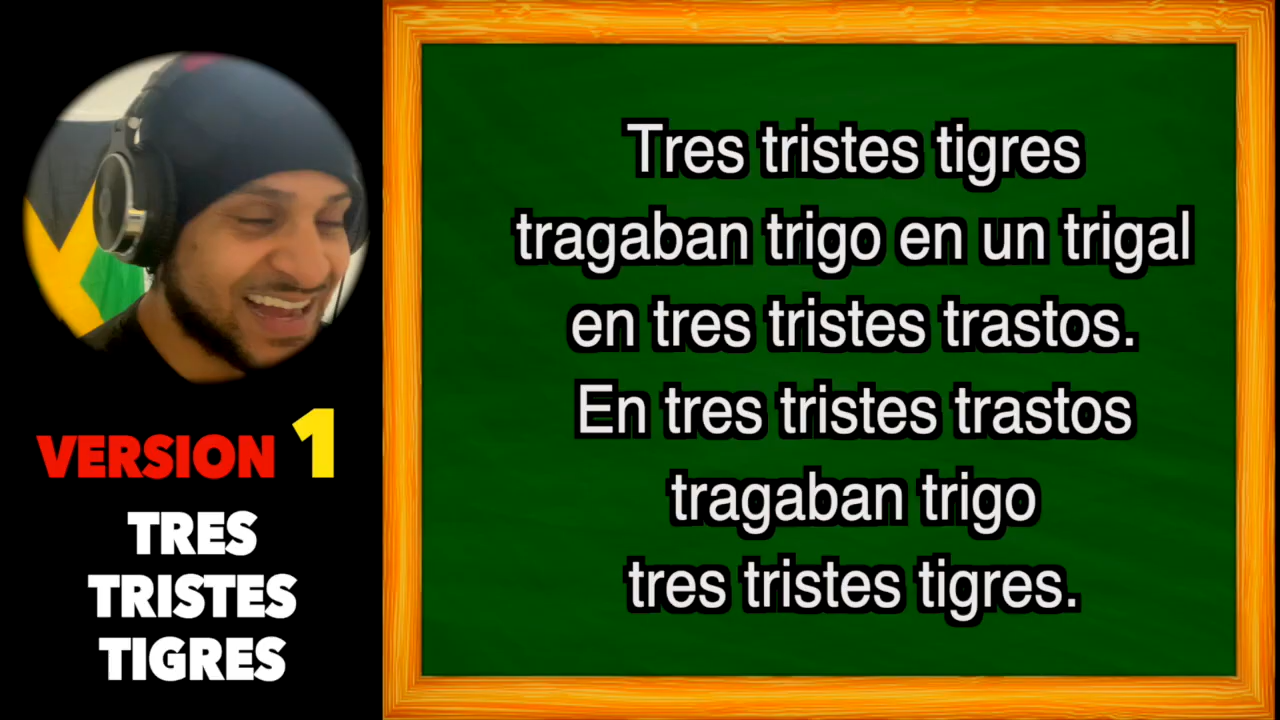 VERSION 1
TRES
TRISTES
TIGRES
Tres tristes tigres
tragaban trigo en un trigal
en tres tristes trastos.
En tres tristes trastos
tragaban trigo
tres tristes tigres.